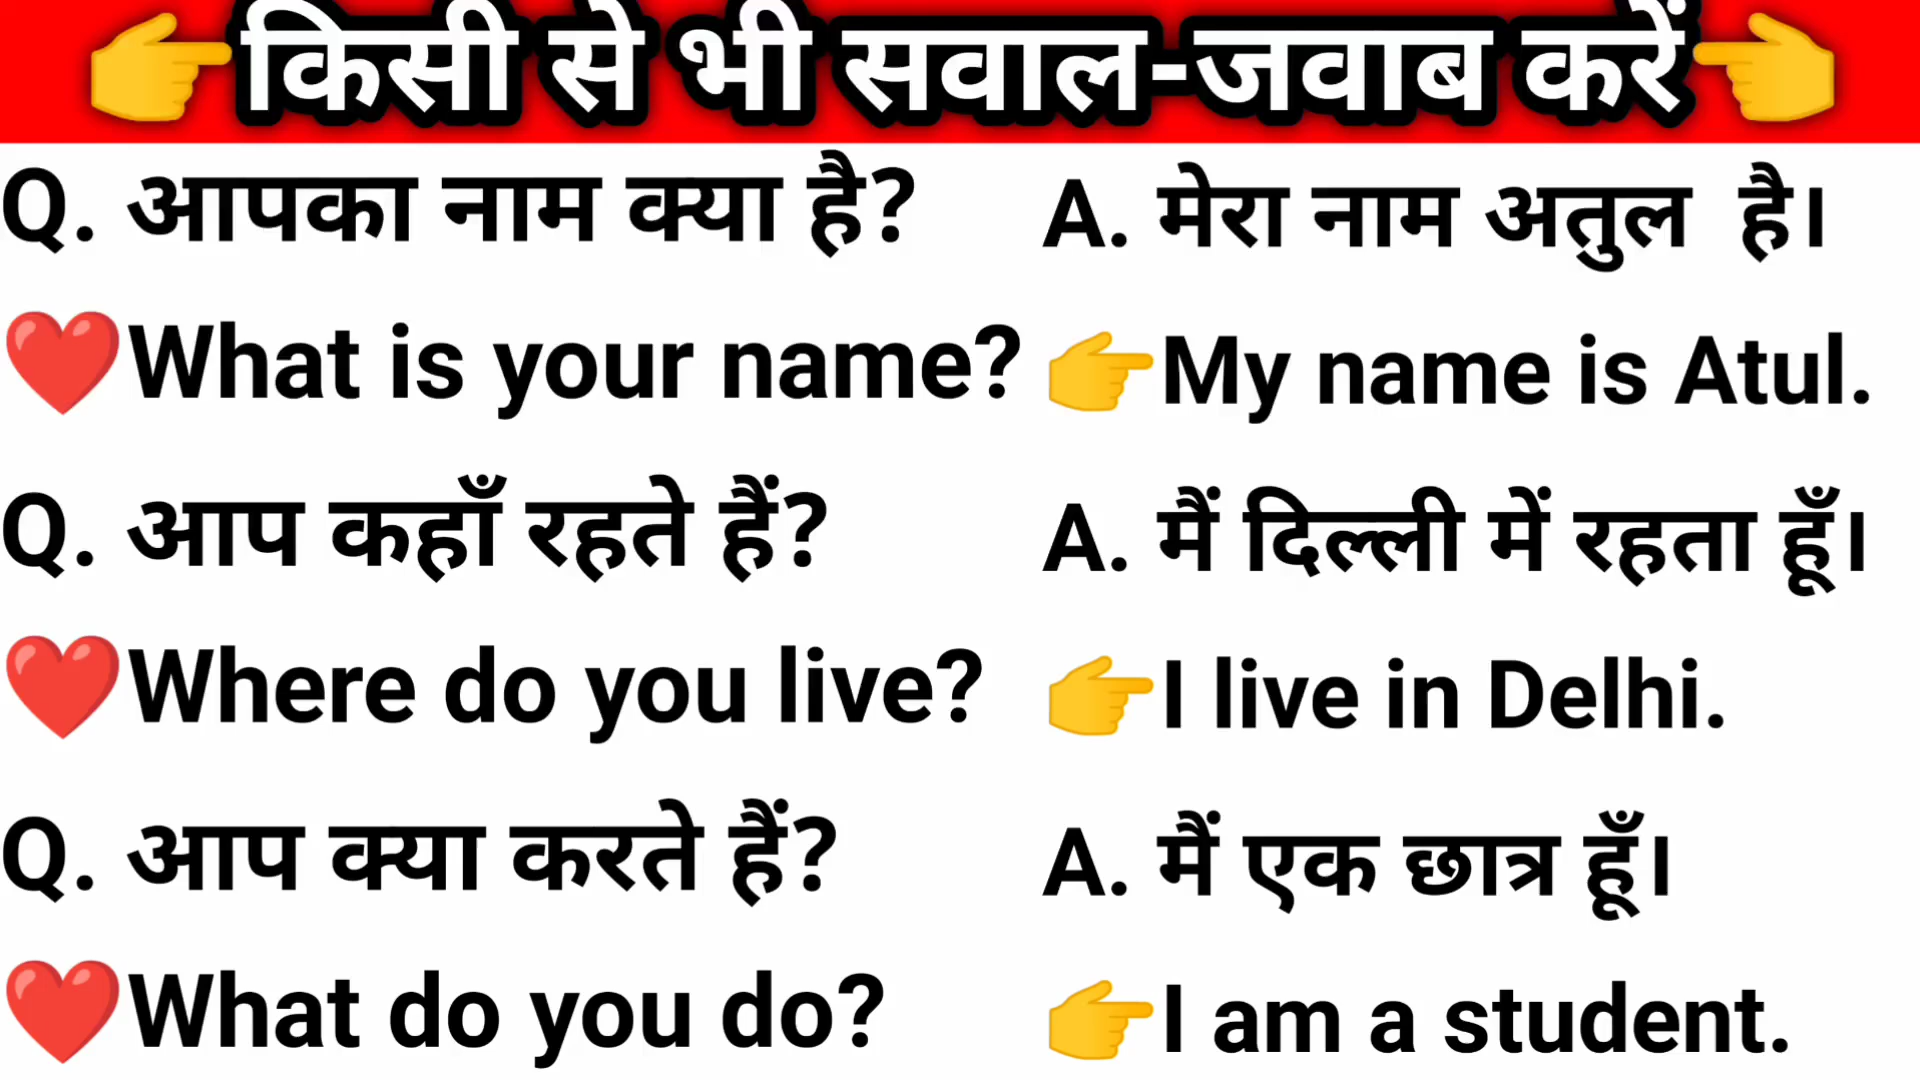 👉किसी से भी सवाल-जवाब करें👈
Q. आपका नाम क्या है? A. मेरा नाम अतुल है।
❤️What is your name? 👉My name is Atul.
Q. आप कहाँ रहते हैं? A. मैं दिल्ली में रहता हूँ।
❤️Where do you live? 👉I live in Delhi.
Q. आप क्या करते हैं? A. मैं एक छात्र हूँ।
❤️What do you do? 👉I am a student.